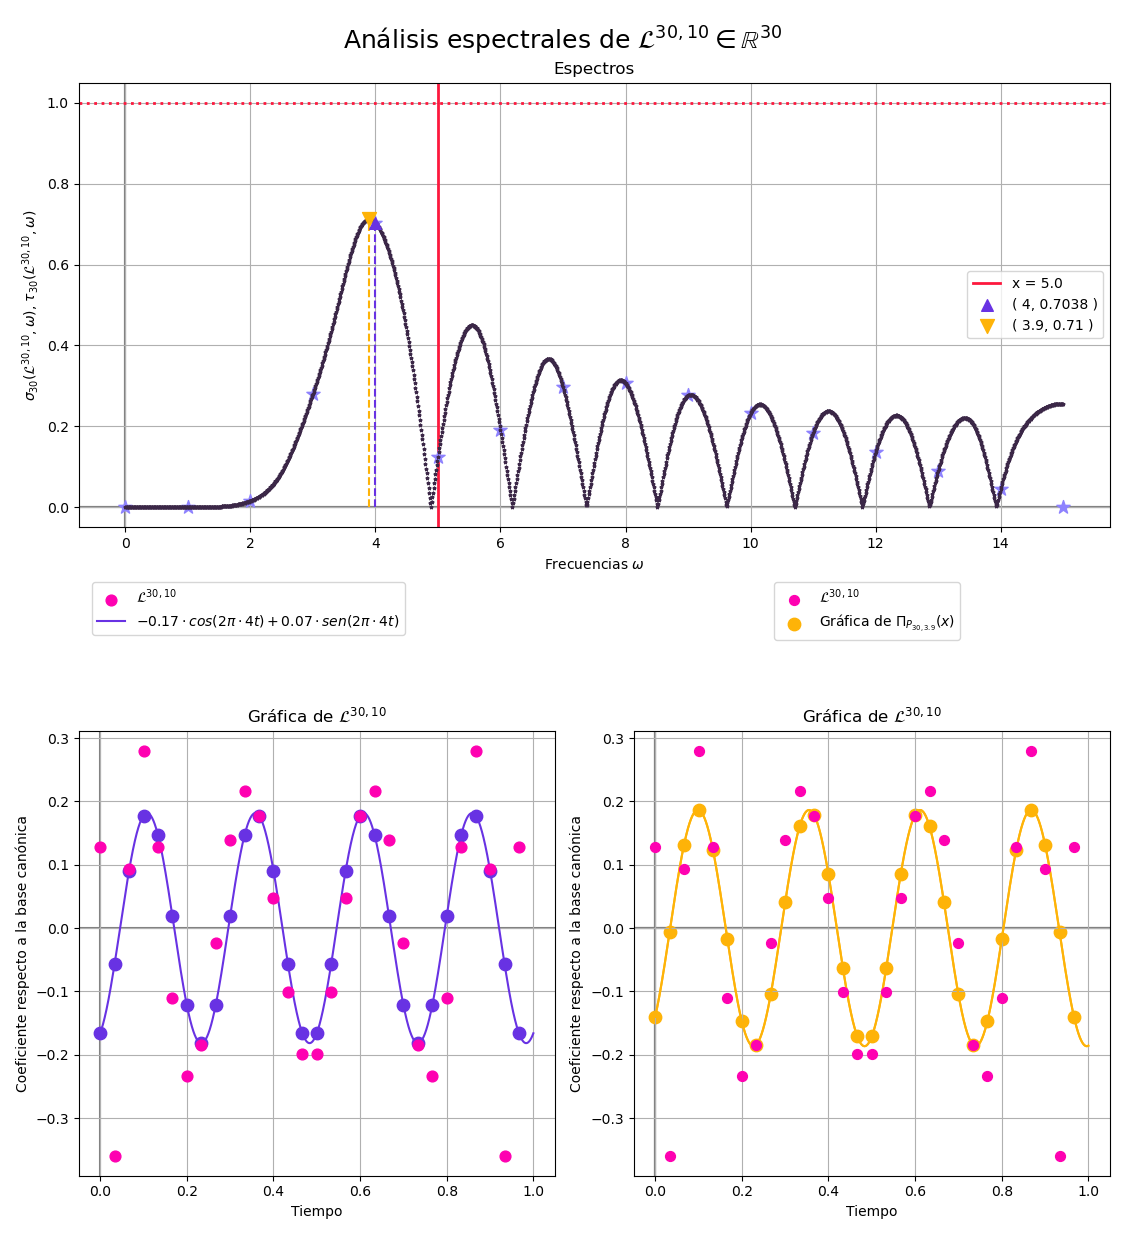 Análisis espectrales de 𝓛^{30,10} ∈ ℝ^{30}
Espectros
1.0
0.8
0.6
0.4
0.2
0.0
σ_{30}(𝓛^{30,10}, ω), τ_{30}(𝓛^{30,10}, ω)
x = 5.0
( 4, 0.7038 )
( 3.9, 0.71 )
0 2 4 6 8 10 12 14
Frecuencias ω
𝓛^{30,10}
−0.17 · cos(2π · 4t) + 0.07 · sen(2π · 4t)
𝓛^{30,10}
Gráfica de Π_{P_{30,3.9}}(x)
Gráfica de 𝓛^{30,10}
0.3
0.2
0.1
0.0
−0.1
−0.2
−0.3
Coeficiente respecto a la base canónica
0.0 0.2 0.4 0.6 0.8 1.0
Tiempo
Gráfica de 𝓛^{30,10}
0.3
0.2
0.1
0.0
−0.1
−0.2
−0.3
Coeficiente respecto a la base canónica
0.0 0.2 0.4 0.6 0.8 1.0
Tiempo